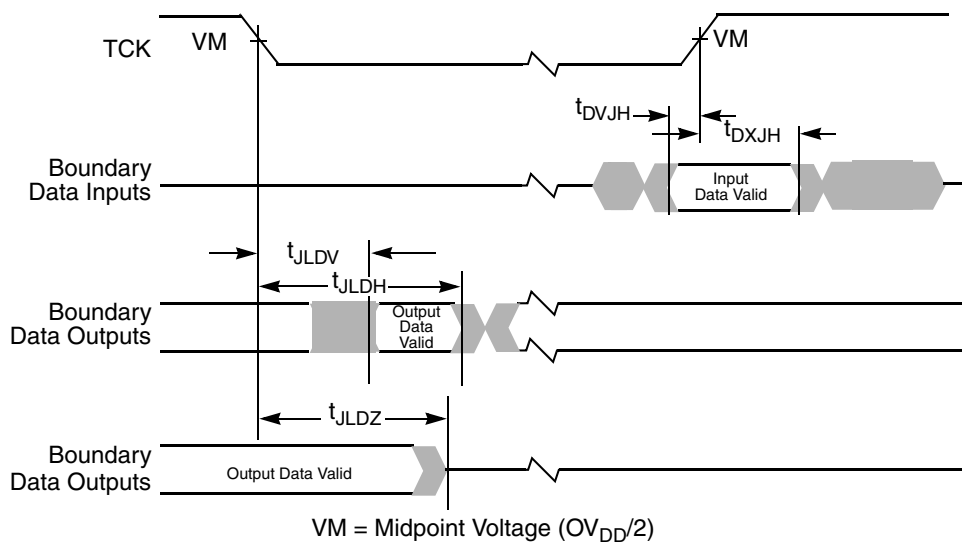 TCK
VM
VM
tDVJH
tDXJH
Boundary
Data Inputs
Input
Data Valid
tJLDV
tJLDH
Boundary
Data Outputs
Output
Data
Valid
tJLDZ
Boundary
Data Outputs
Output Data Valid
VM = Midpoint Voltage (OVDD/2)